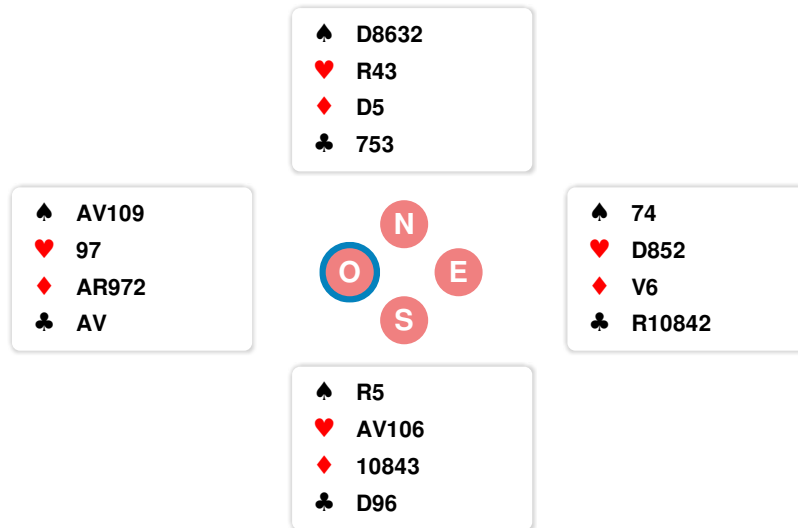 ♠ D8632
♥ R43
♦ D5
♣ 753
♠ AV109
♥ 97
♦ AR972
♣ AV
N
O
E
S
♠ 74
♥ D852
♦ V6
♣ R10842
♠ R5
♥ AV106
♦ 10843
♣ D96